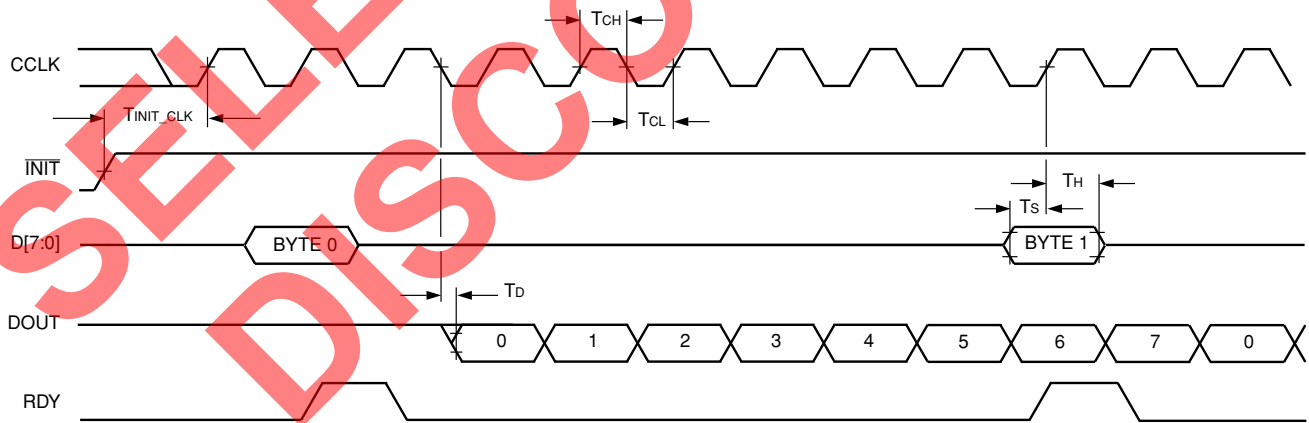 SELE
DISCO
TCH
CCLK
TINIT_CLK
TCL
INIT
TH
TS
D[7:0]
BYTE 0
BYTE 1
TD
DOUT
0 1 2 3 4 5 6 7 0
RDY